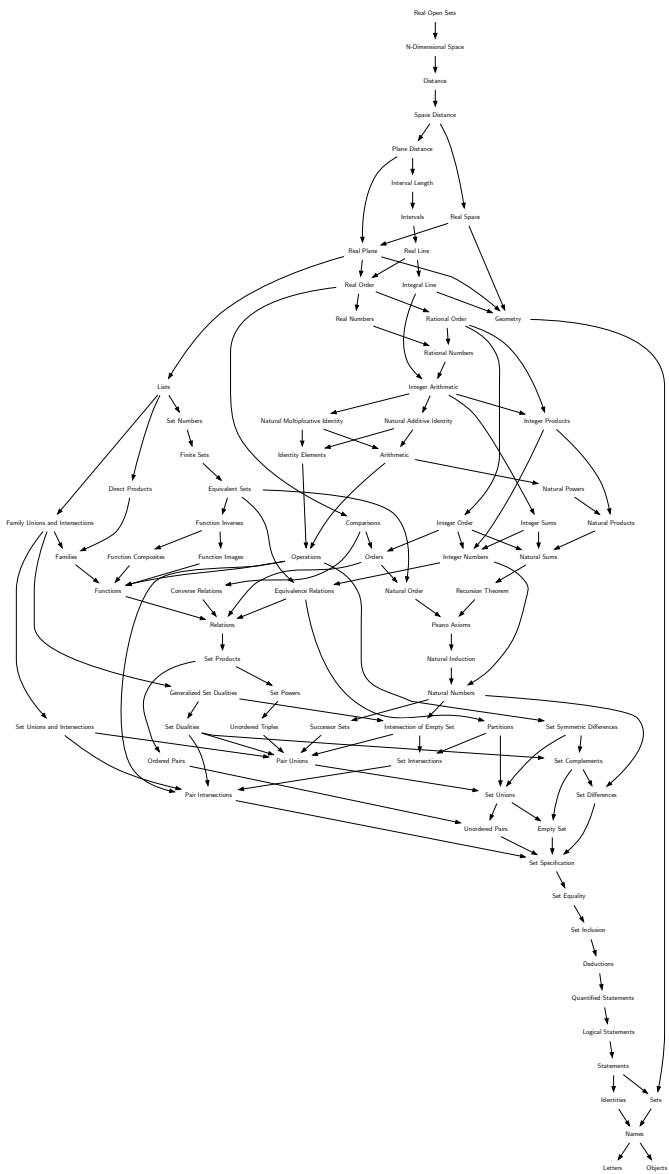 Real Open Sets
N-Dimensional Space
Distance
Space Distance
Plane Distance
Interval Length
Intervals Real Space
Real Plane Real Line
Real Order Integral Line
Real Numbers Rational Order Geometry
Rational Numbers
Lists Integer Arithmetic
Set Numbers Natural Multiplicative Identity Natural Additive Identity Integer Products
Finite Sets Identity Elements Arithmetic
Direct Products Equivalent Sets Natural Powers
Family Unions and Intersections Function Inverses Comparisons Integer Order Integer Sums Natural Products
Families Function Composites Function Images Operations Orders Integer Numbers Natural Sums
Functions Converse Relations Equivalence Relations Natural Order Recursion Theorem
Relations Peano Axioms
Set Products Natural Induction
Generalized Set Dualities Set Powers Natural Numbers
Set Unions and Intersections Set Dualities Unordered Triples Successor Sets Intersection of Empty Set Partitions Set Symmetric Differences
Ordered Pairs Pair Unions Set Intersections Set Complements
Pair Intersections Set Unions Set Differences
Unordered Pairs Empty Set
Set Specification
Set Equality
Set Inclusion
Deductions
Quantified Statements
Logical Statements
Statements
Identities Sets
Names
Letters Objects